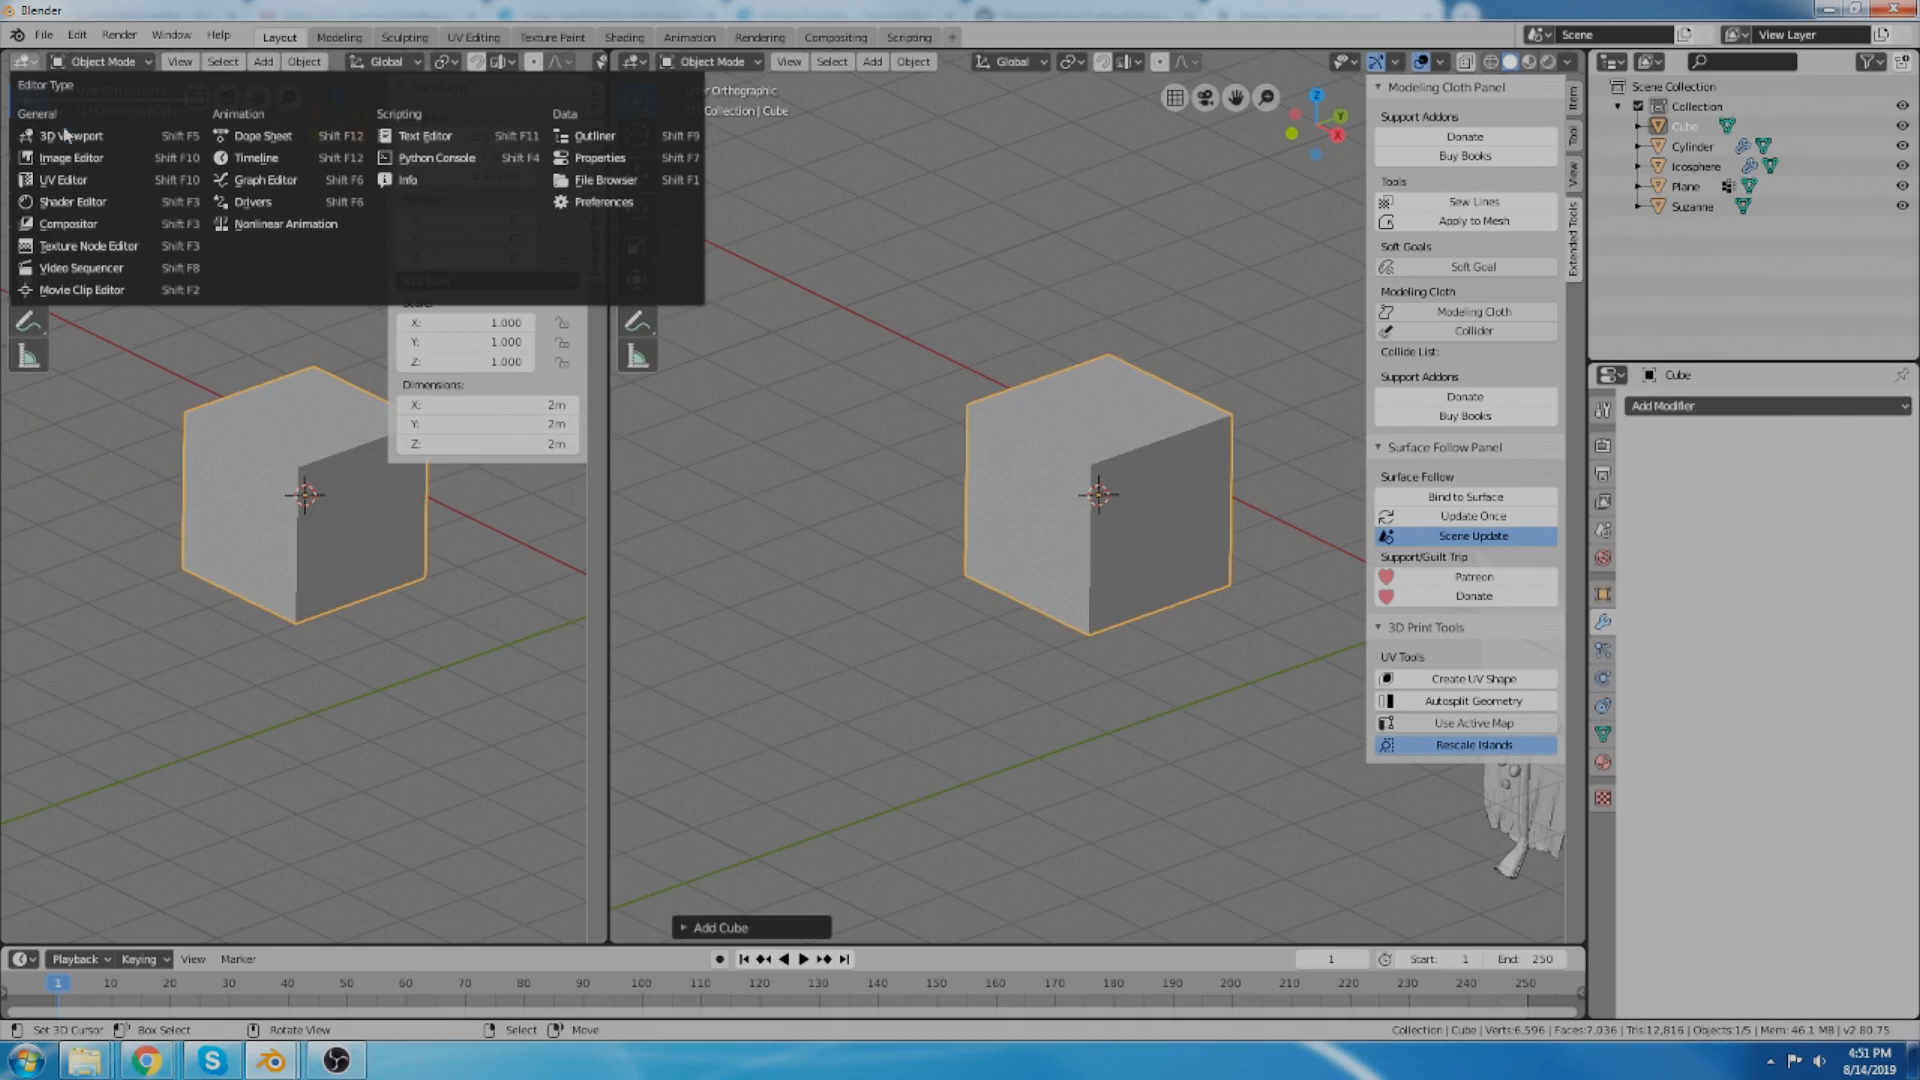 Blender
File Edit Render Window Help
Layout Modeling Sculpting UV Editing Texture Paint Shading Animation Rendering Compositing Scripting +
Scene
View Layer
Object Mode View Select Add Object Global
Object Mode View Select Add Object Global
Editor Type
General
3D Viewport Shift F5
Image Editor Shift F10
UV Editor Shift F10
Shader Editor Shift F3
Compositor Shift F3
Texture Node Editor Shift F3
Video Sequencer Shift F8
Movie Clip Editor Shift F2
Animation
Dope Sheet Shift F12
Timeline Shift F12
Graph Editor Shift F6
Drivers Shift F6
Nonlinear Animation
Scripting
Text Editor Shift F11
Python Console Shift F4
Info
Data
Outliner Shift F9
Properties Shift F7
File Browser Shift F1
Preferences
X: 1.000
Y: 1.000
Z: 1.000
Dimensions:
X: 2m
Y: 2m
Z: 2m
Orthographic
Collection | Cube
Z
Y
X
Modeling Cloth Panel
Support Addons
Donate
Buy Books
Tools
Sew Lines
Apply to Mesh
Soft Goals
Soft Goal
Modeling Cloth
Modeling Cloth
Collider
Collide List:
Support Addons
Donate
Buy Books
Surface Follow Panel
Surface Follow
Bind to Surface
Update Once
Scene Update
Support/Guilt Trip
Patreon
Donate
3D Print Tools
UV Tools
Create UV Shape
Autosplit Geometry
Use Active Map
Rescale Islands
Item
Tool
View
Extended Tools
Scene Collection
Collection
Cube
Cylinder
Icosphere
Plane
Suzanne
Cube
Add Modifier
Add Cube
Playback Keying View Marker
1 Start: 1 End: 250
1 10 20 30 40 50 60 70 80 90 100 110 120 130 140 150 160 170 180 190 200 210 220 230 240 250
Set 3D Cursor Box Select Rotate View Select Move
Collection | Cube | Verts:6,596 | Faces:7,036 | Tris:12,816 | Objects:1/5 | Mem: 46.1 MB | v2.80.75
4:51 PM
8/14/2019